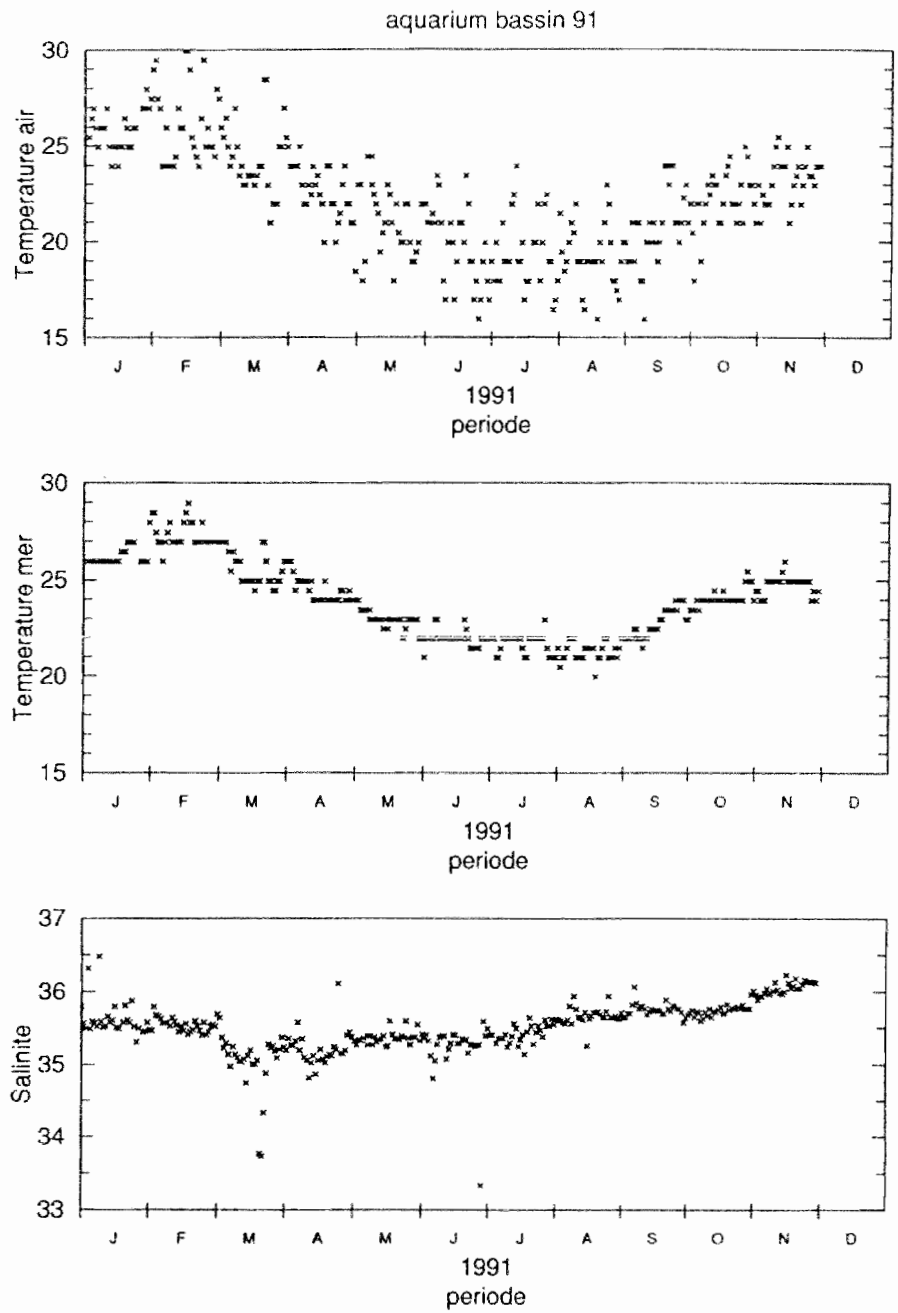 aquarium bassin 91
30
25
20
15
Temperature air
J F M A M J J A S O N D
1991
periode
30
25
20
15
Temperature mer
J F M A M J J A S O N D
1991
periode
37
36
35
34
33
Salinite
J F M A M J J A S O N D
1991
periode